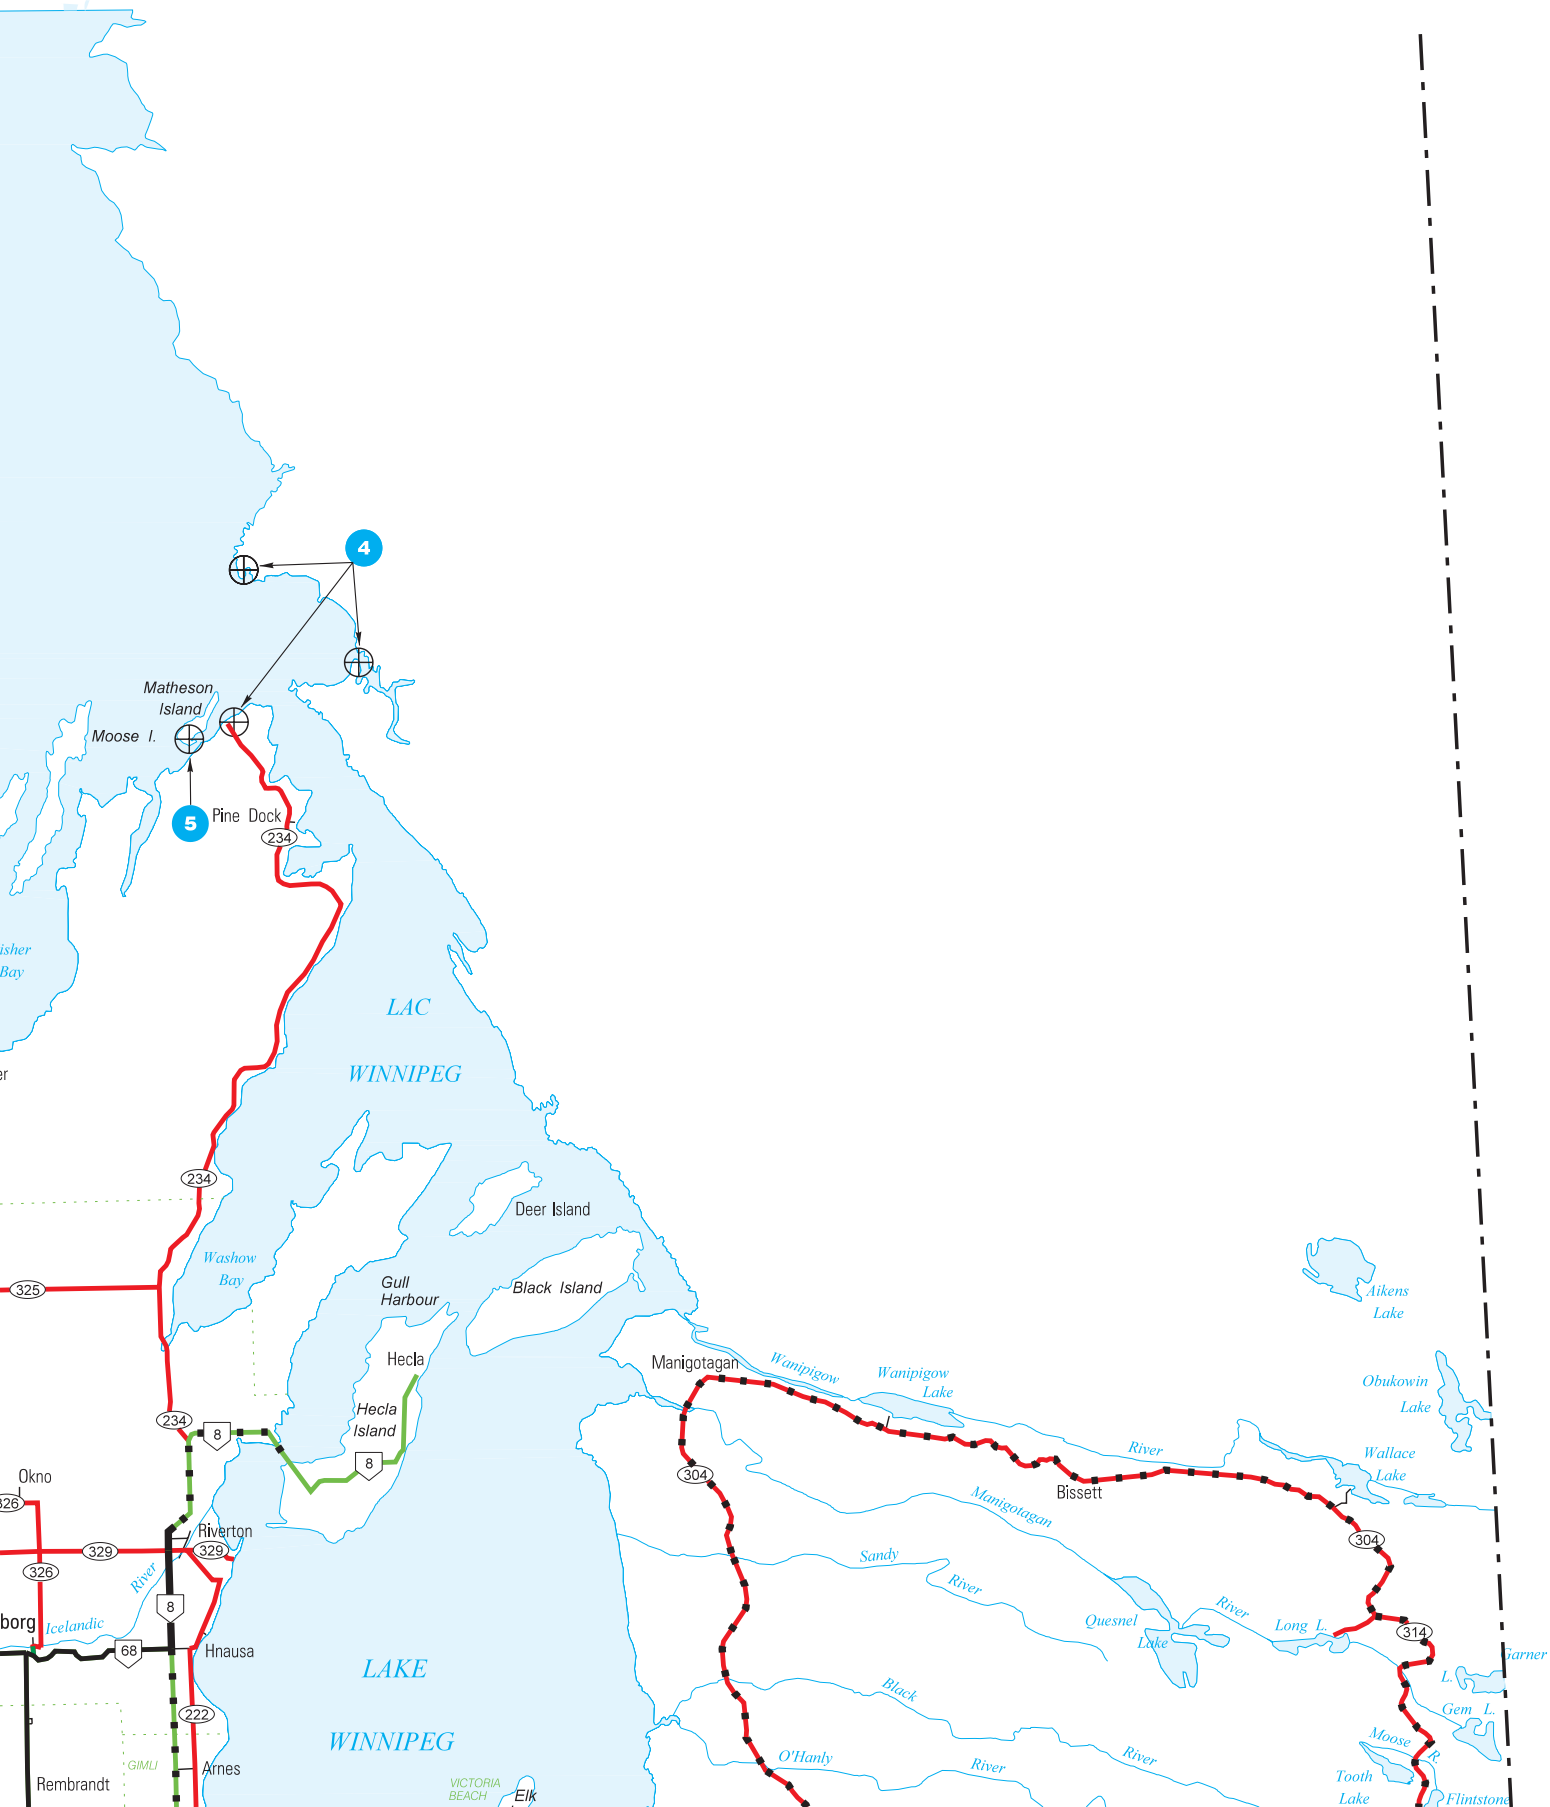 4
Matheson
Island
Moose I.
5
Pine Dock
234
isher
Bay
LAC
WINNIPEG
er
234
Deer Island
Washow
Bay
325
Gull
Harbour
Black Island
Aikens
Lake
Hecla
Manigotagan
Wanipigow
Wanipigow
Lake
Obukowin
Lake
Hecla
Island
234
8
8
River
Wallace
Lake
304
Okno
326
Bissett
Manigotagan
Riverton
329
329
304
326
River
Sandy
River
8
borg
Icelandic
68
Hnausa
Quesnel
Lake
River
Long L.
314
Garner
L.
LAKE
WINNIPEG
222
Black
Gem L.
Moose
R.
GIMLI
Arnes
O'Hanly
River
River
Rembrandt
VICTORIA
BEACH
Elk
Tooth
Lake
Flintstone